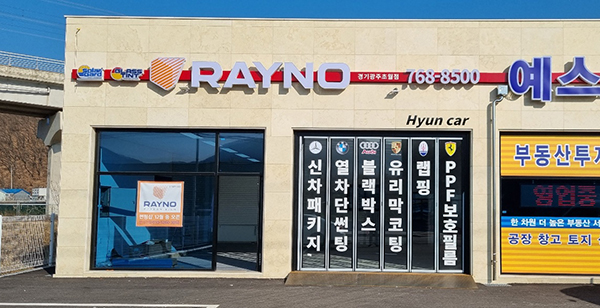 RAYNO
경기광주초월점
768-8500
예스
Hyun car
RAYNO
신차패키지
열차단썬팅
Audi
블랙박스
유리막코팅
랩핑
PPF보호필름
부동산투자
영업중
한 차원 더 높은 부동산 서
공장 창고 토지